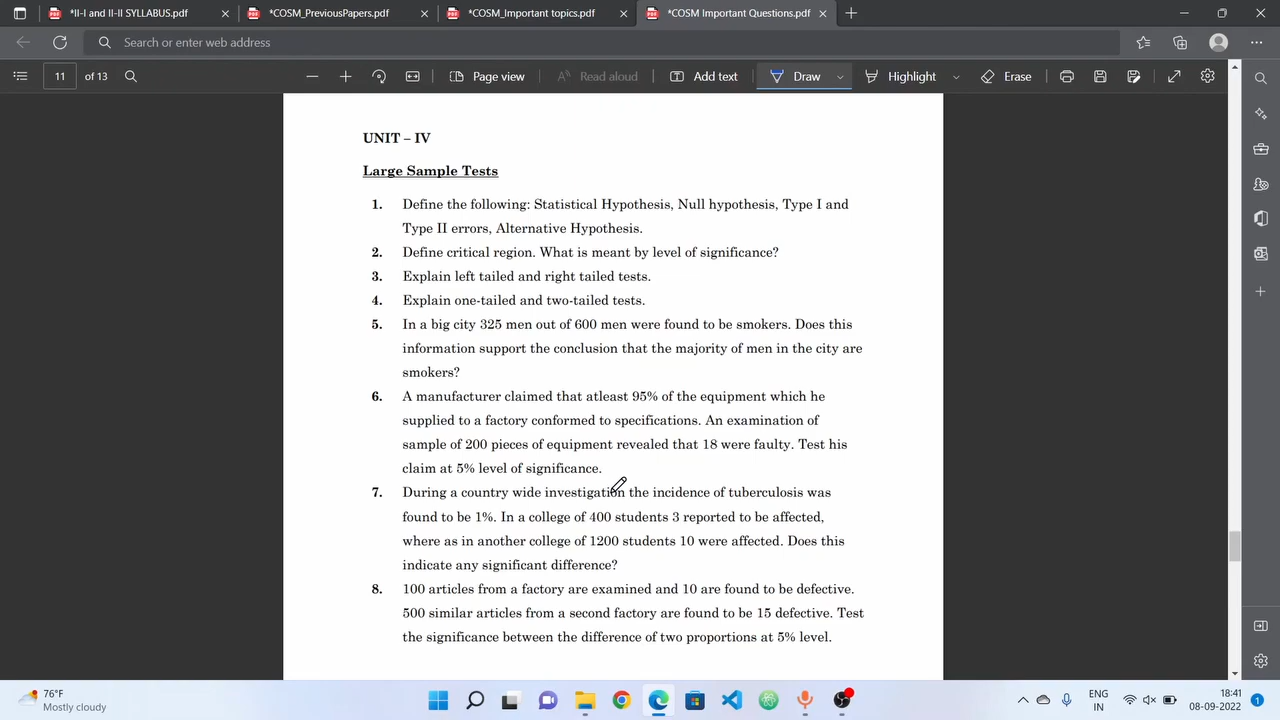 *II-I and II-II SYLLABUS.pdf
*COSM_PreviousPapers.pdf
*COSM_Important topics.pdf
*COSM Important Questions.pdf
Search or enter web address
11 of 13
Page view
Read aloud
Add text
Draw
Highlight
Erase
UNIT – IV
Large Sample Tests
1. Define the following: Statistical Hypothesis, Null hypothesis, Type I and
Type II errors, Alternative Hypothesis.
2. Define critical region. What is meant by level of significance?
3. Explain left tailed and right tailed tests.
4. Explain one-tailed and two-tailed tests.
5. In a big city 325 men out of 600 men were found to be smokers. Does this
information support the conclusion that the majority of men in the city are
smokers?
6. A manufacturer claimed that atleast 95% of the equipment which he
supplied to a factory conformed to specifications. An examination of
sample of 200 pieces of equipment revealed that 18 were faulty. Test his
claim at 5% level of significance.
7. During a country wide investigation the incidence of tuberculosis was
found to be 1%. In a college of 400 students 3 reported to be affected,
where as in another college of 1200 students 10 were affected. Does this
indicate any significant difference?
8. 100 articles from a factory are examined and 10 are found to be defective.
500 similar articles from a second factory are found to be 15 defective. Test
the significance between the difference of two proportions at 5% level.
76°F
Mostly cloudy
ENG
IN
18:41
08-09-2022
1